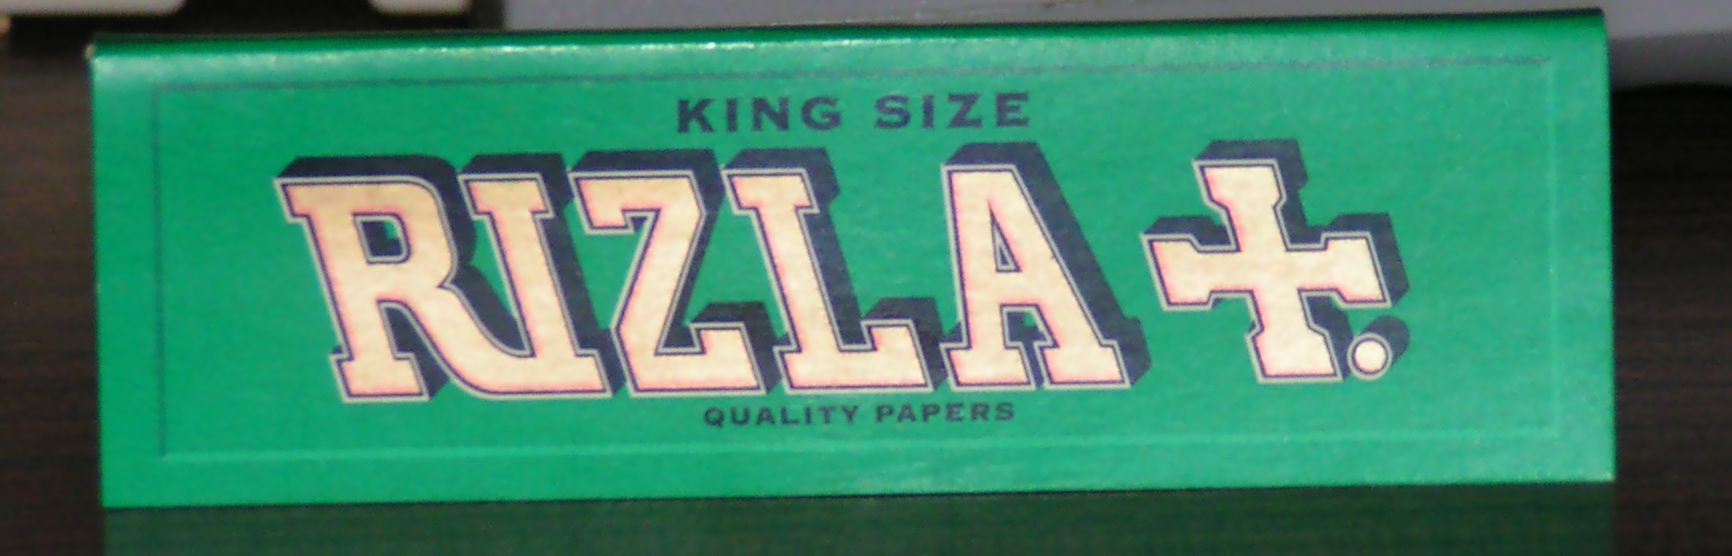 KING SIZE
RIZLA+.
QUALITY PAPERS